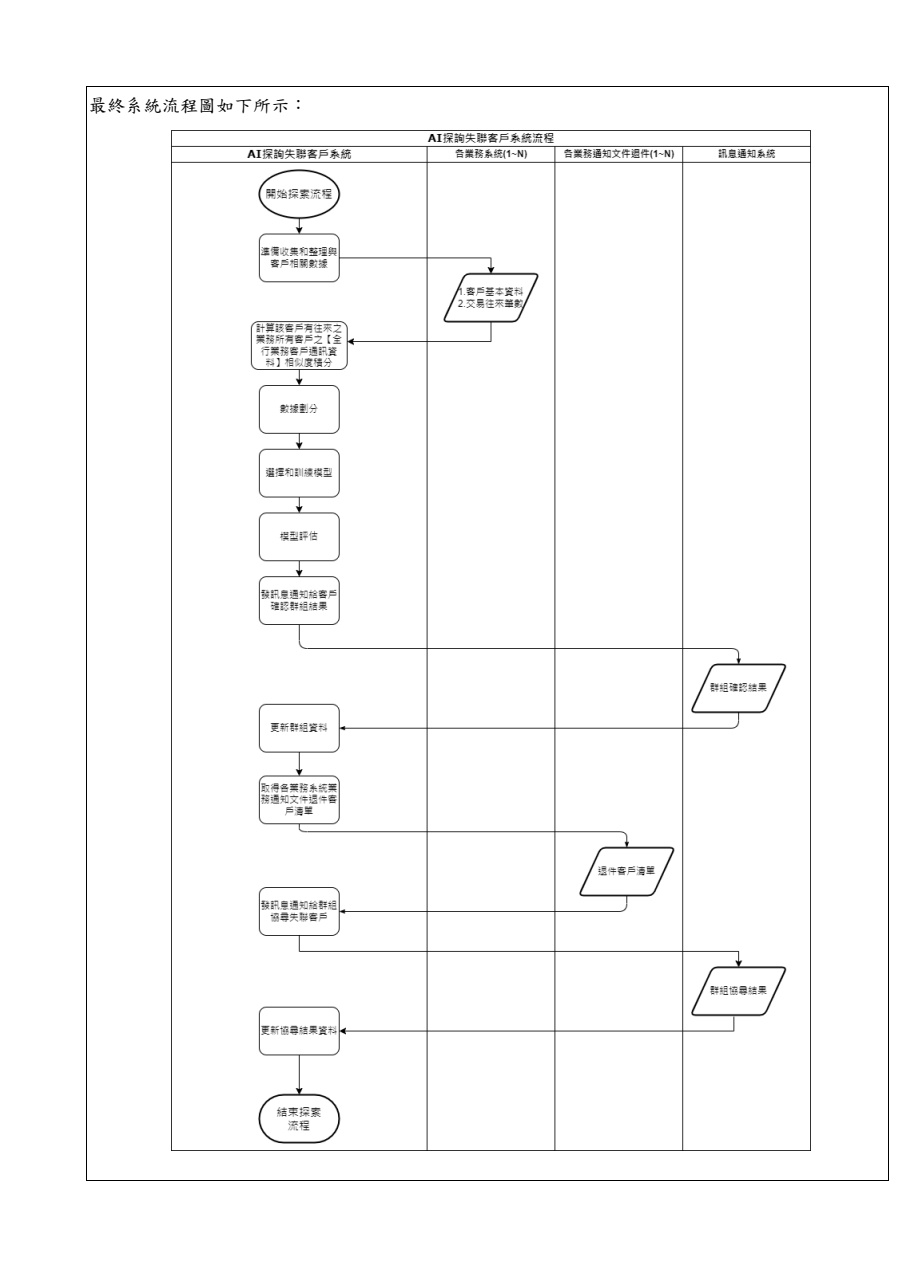 最終系統流程圖如下所示：
AI探詢失聯客戶系統流程
AI探詢失聯客戶系統
各業務系統(1~N)
各業務通知文件退件(1~N)
訊息通知系統
開始探索流程
準備收集和整理與
客戶相關數據
1.客戶基本資料
2.交易往來筆數
計算該客戶有往來之
業務所有客戶之【全
行業務客戶通訊資
料】相似度積分
數據劃分
選擇和訓練模型
模型評估
發訊息通知給客戶
確認群組結果
群組確認結果
更新群組資料
取得各業務系統業
務通知文件退件客
戶清單
退件客戶清單
發訊息通知給群組
協尋失聯客戶
群組協尋結果
更新協尋結果資料
結束探索
流程